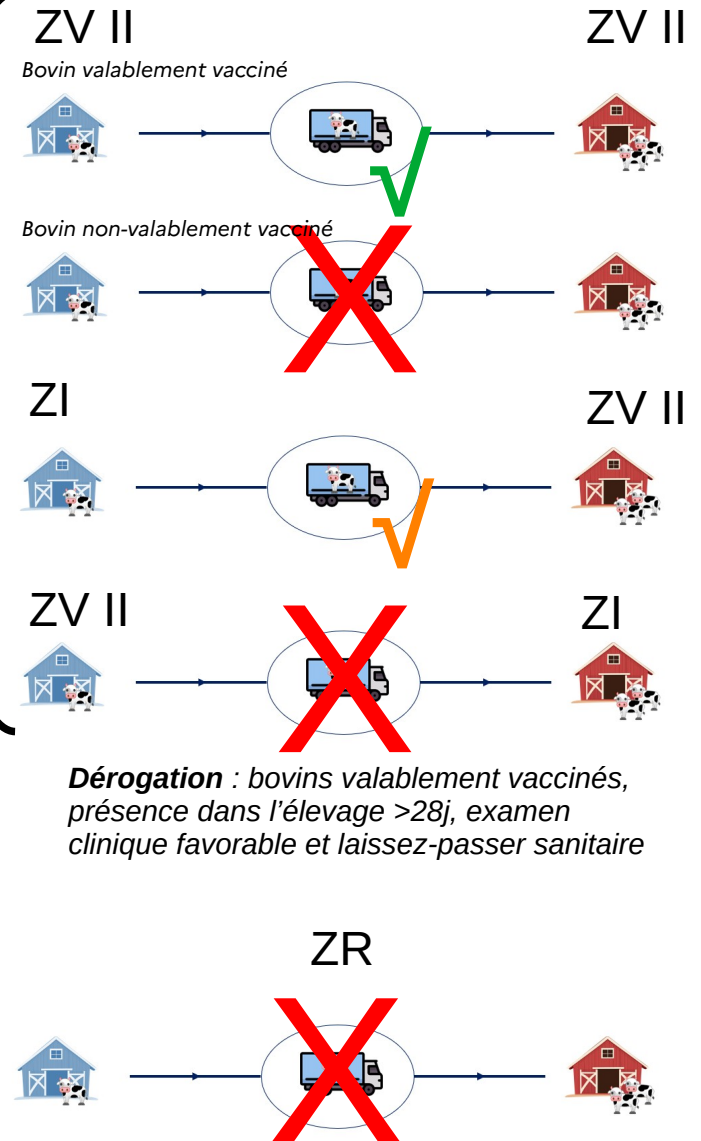 ZV II
ZV II
Bovin valablement vacciné
Bovin non-valablement vacciné
ZI
ZV II
ZV II
ZI
Dérogation : bovins valablement vaccinés,
présence dans l’élevage >28j, examen
clinique favorable et laissez-passer sanitaire
ZR